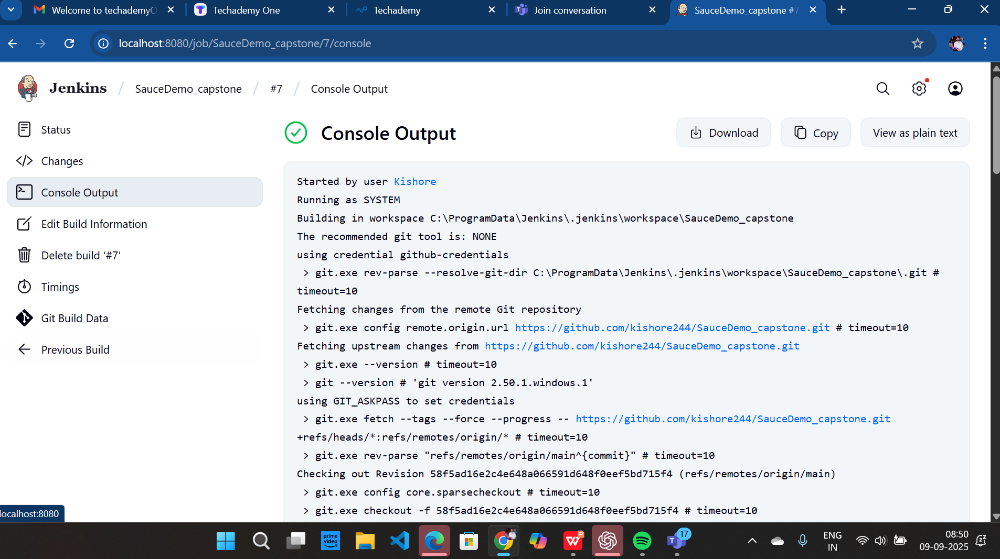 Welcome to techademyO
Techademy One
Techademy
Join conversation
SauceDemo_capstone #7
localhost:8080/job/SauceDemo_capstone/7/console
Jenkins / SauceDemo_capstone / #7 / Console Output
Status
Changes
Console Output
Edit Build Information
Delete build ‘#7’
Timings
Git Build Data
Previous Build
Console Output
Download
Copy
View as plain text
Started by user Kishore
Running as SYSTEM
Building in workspace C:\ProgramData\Jenkins\.jenkins\workspace\SauceDemo_capstone
The recommended git tool is: NONE
using credential github-credentials
> git.exe rev-parse --resolve-git-dir C:\ProgramData\Jenkins\.jenkins\workspace\SauceDemo_capstone\.git #
timeout=10
Fetching changes from the remote Git repository
> git.exe config remote.origin.url https://github.com/kishore244/SauceDemo_capstone.git # timeout=10
Fetching upstream changes from https://github.com/kishore244/SauceDemo_capstone.git
> git.exe --version # timeout=10
> git --version # 'git version 2.50.1.windows.1'
using GIT_ASKPASS to set credentials
> git.exe fetch --tags --force --progress -- https://github.com/kishore244/SauceDemo_capstone.git
+refs/heads/*:refs/remotes/origin/* # timeout=10
> git.exe rev-parse "refs/remotes/origin/main^{commit}" # timeout=10
Checking out Revision 58f5ad16e2c4e648a066591d648f0eef5bd715f4 (refs/remotes/origin/main)
> git.exe config core.sparsecheckout # timeout=10
> git.exe checkout -f 58f5ad16e2c4e648a066591d648f0eef5bd715f4 # timeout=10
localhost:8080
prime
video
17
ENG
IN
08:50
09-09-2025